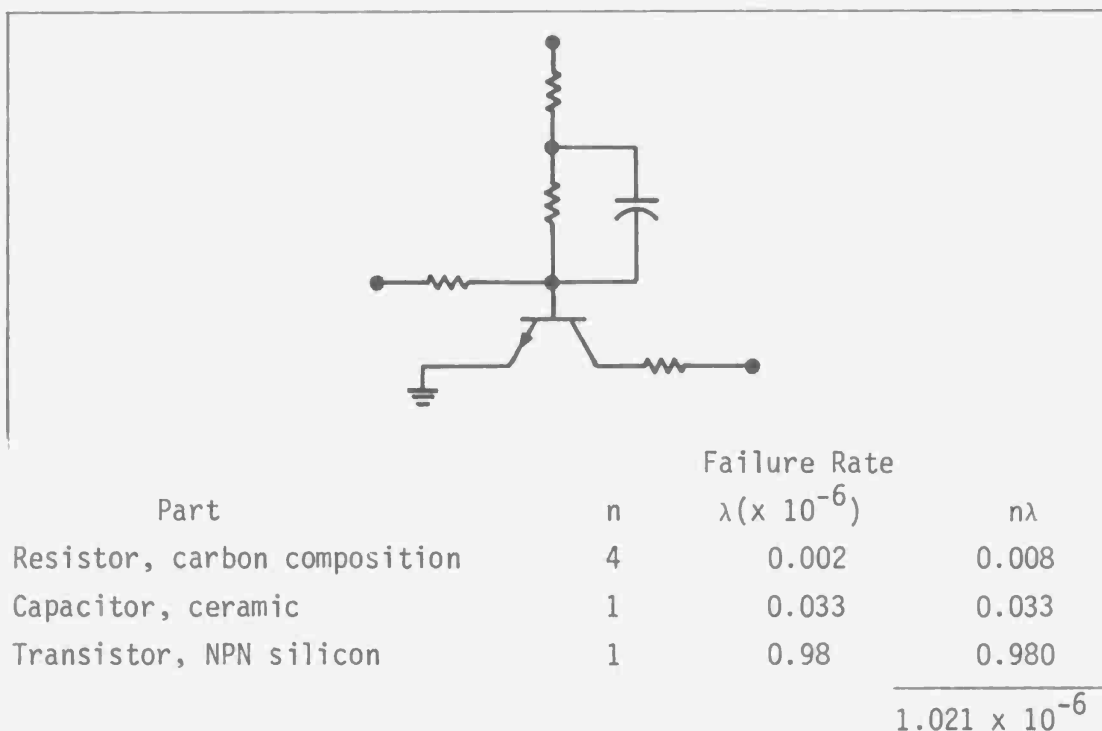 Failure Rate
Part n λ(x 10⁻⁶) nλ
Resistor, carbon composition 4 0.002 0.008
Capacitor, ceramic 1 0.033 0.033
Transistor, NPN silicon 1 0.98 0.980
1.021 x 10⁻⁶